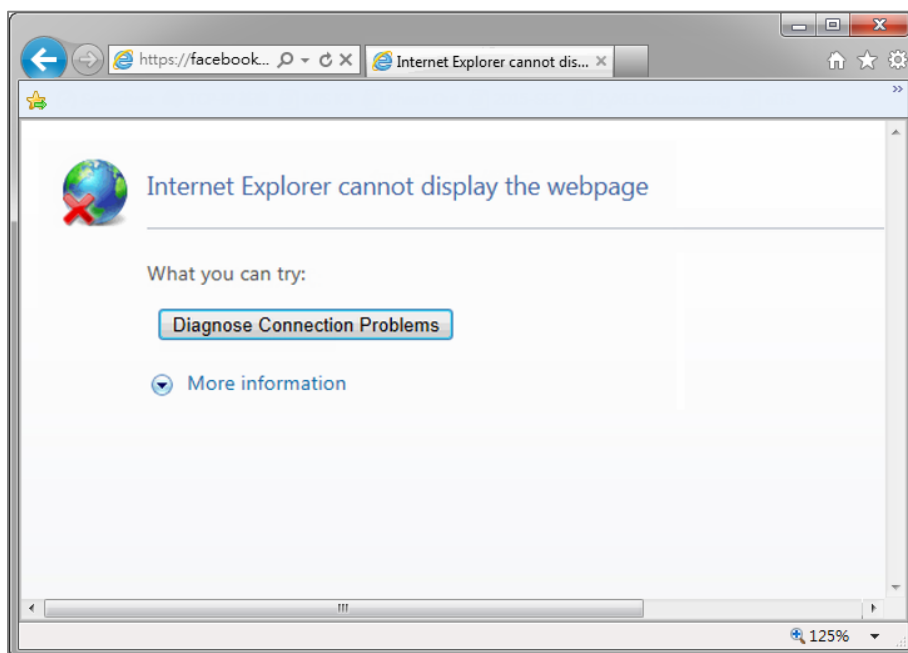 https://facebook... Internet Explorer cannot dis...
Internet Explorer cannot display the webpage
What you can try:
Diagnose Connection Problems
More information
125%